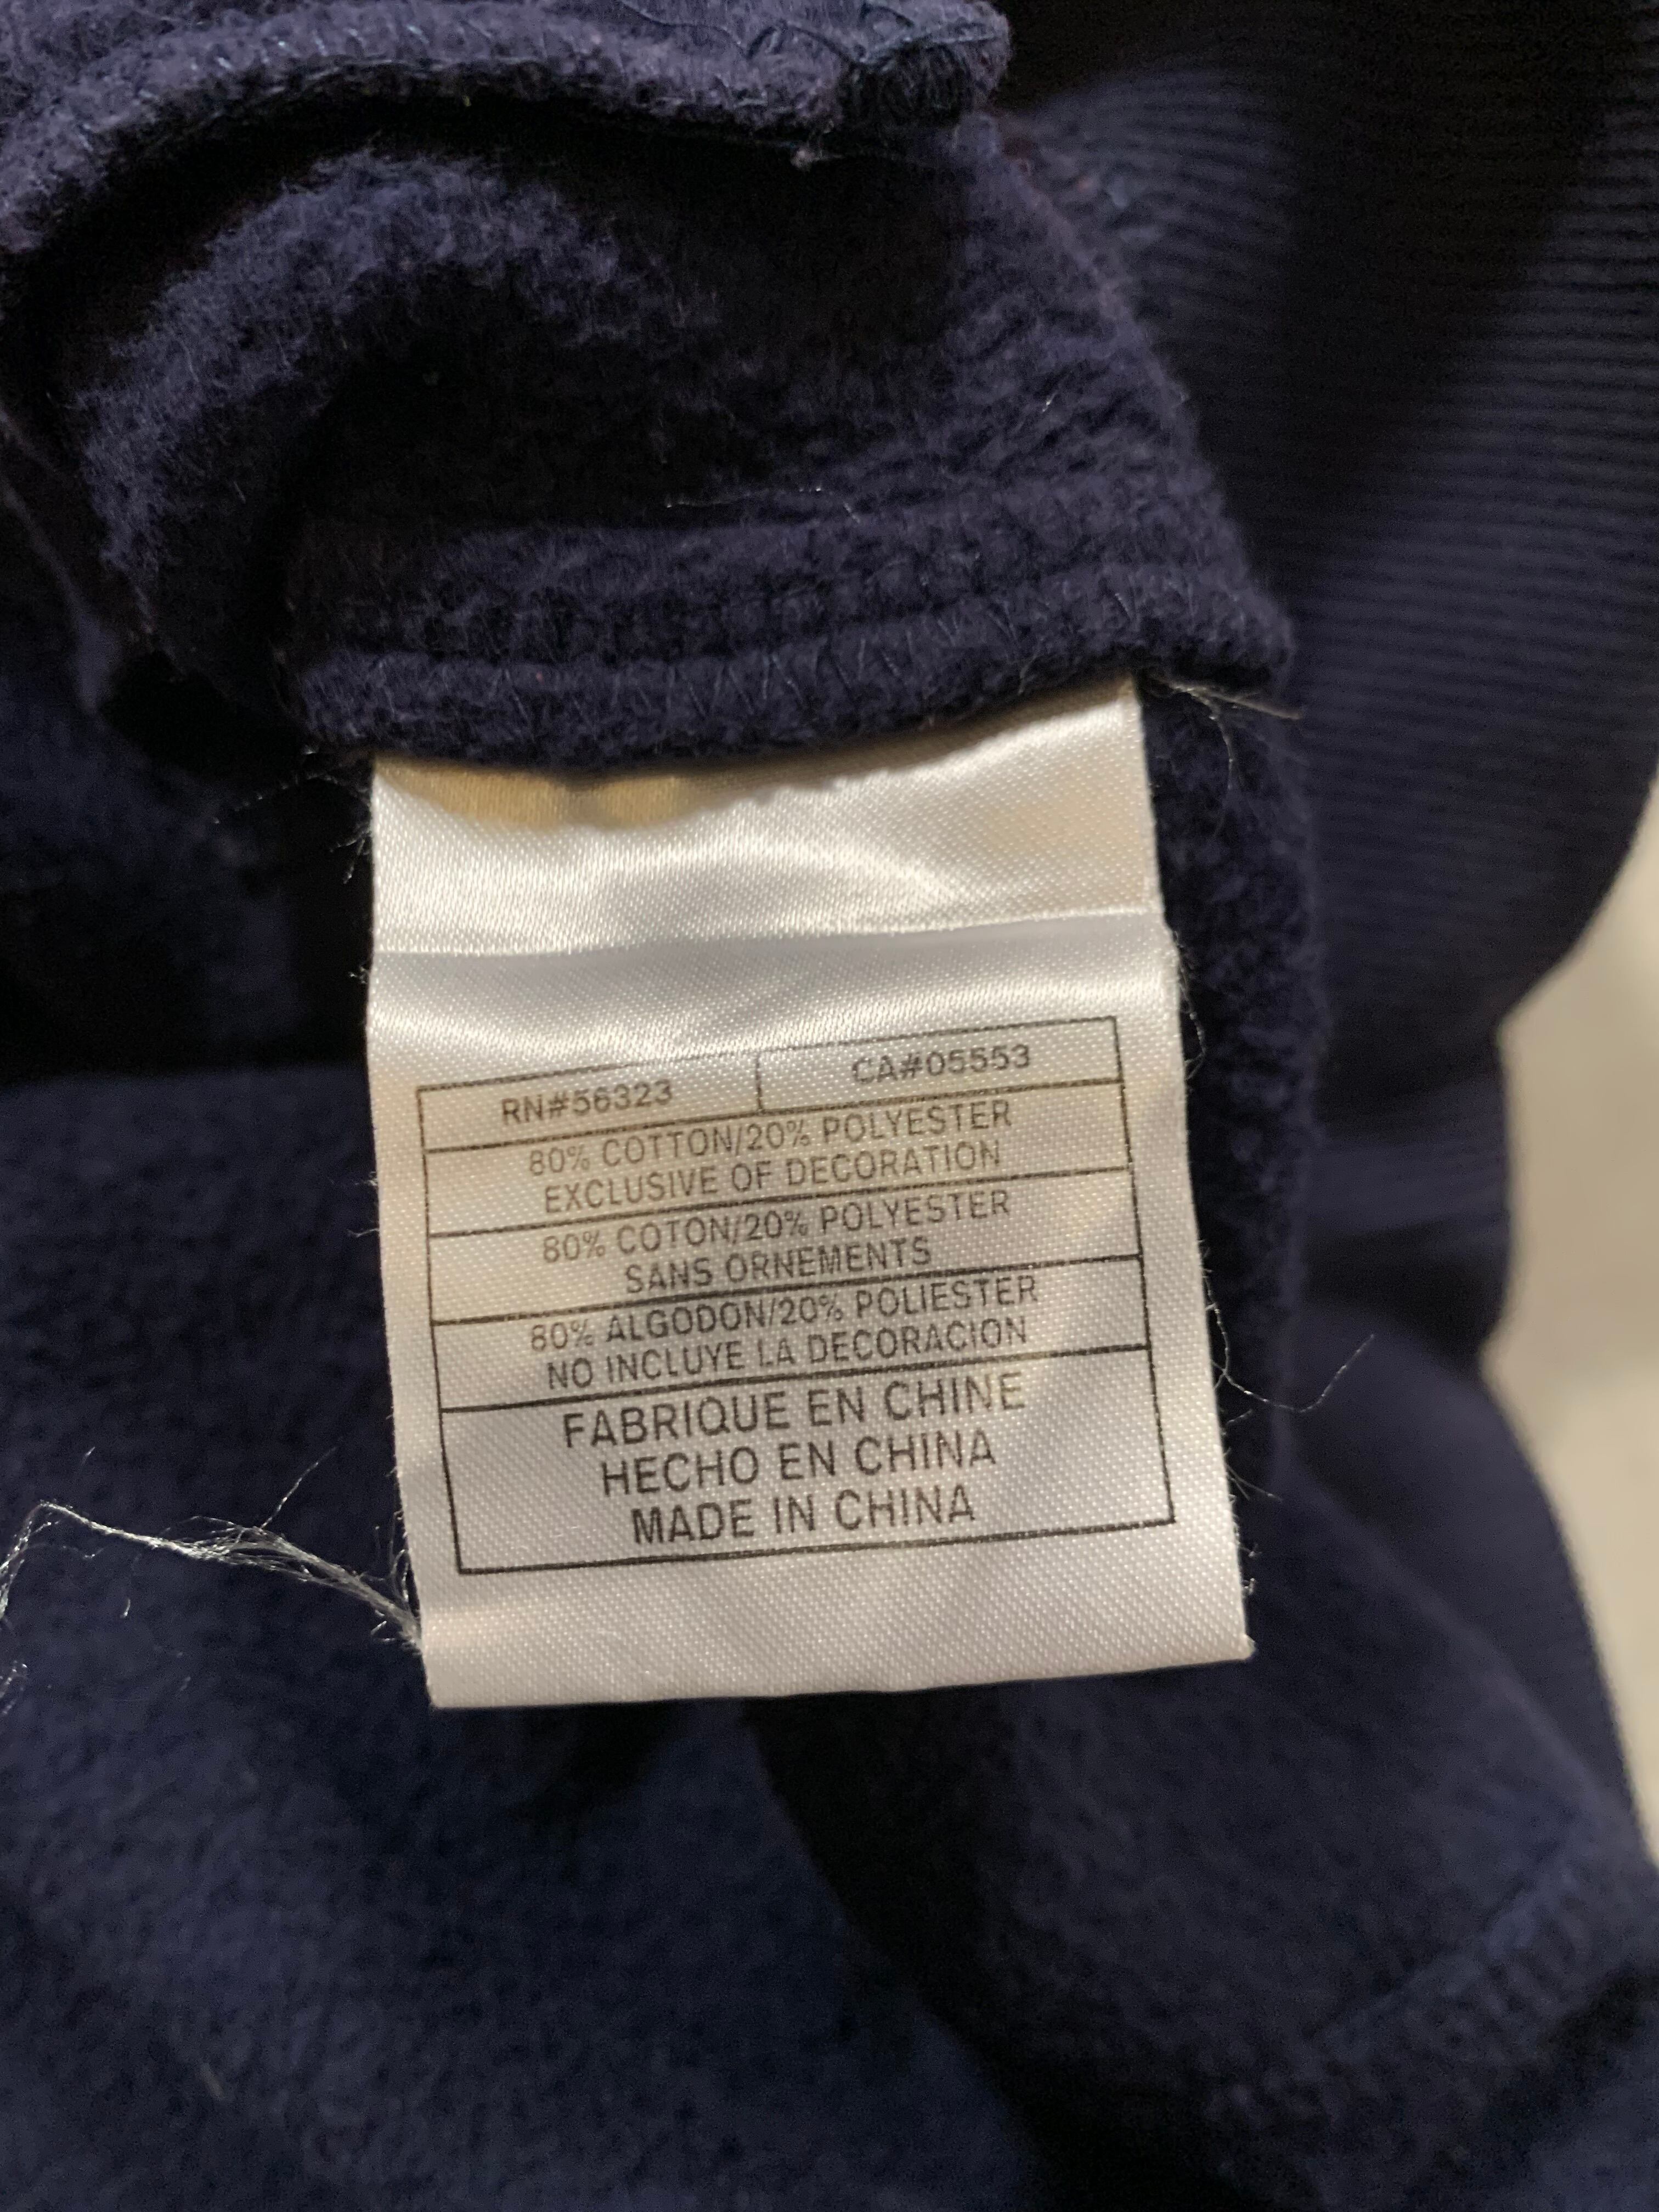 RN#56323 CA#05553
80% COTTON/20% POLYESTER
EXCLUSIVE OF DECORATION
80% COTON/20% POLYESTER
SANS ORNEMENTS
80% ALGODON/20% POLIESTER
NO INCLUYE LA DECORACION
FABRIQUE EN CHINE
HECHO EN CHINA
MADE IN CHINA